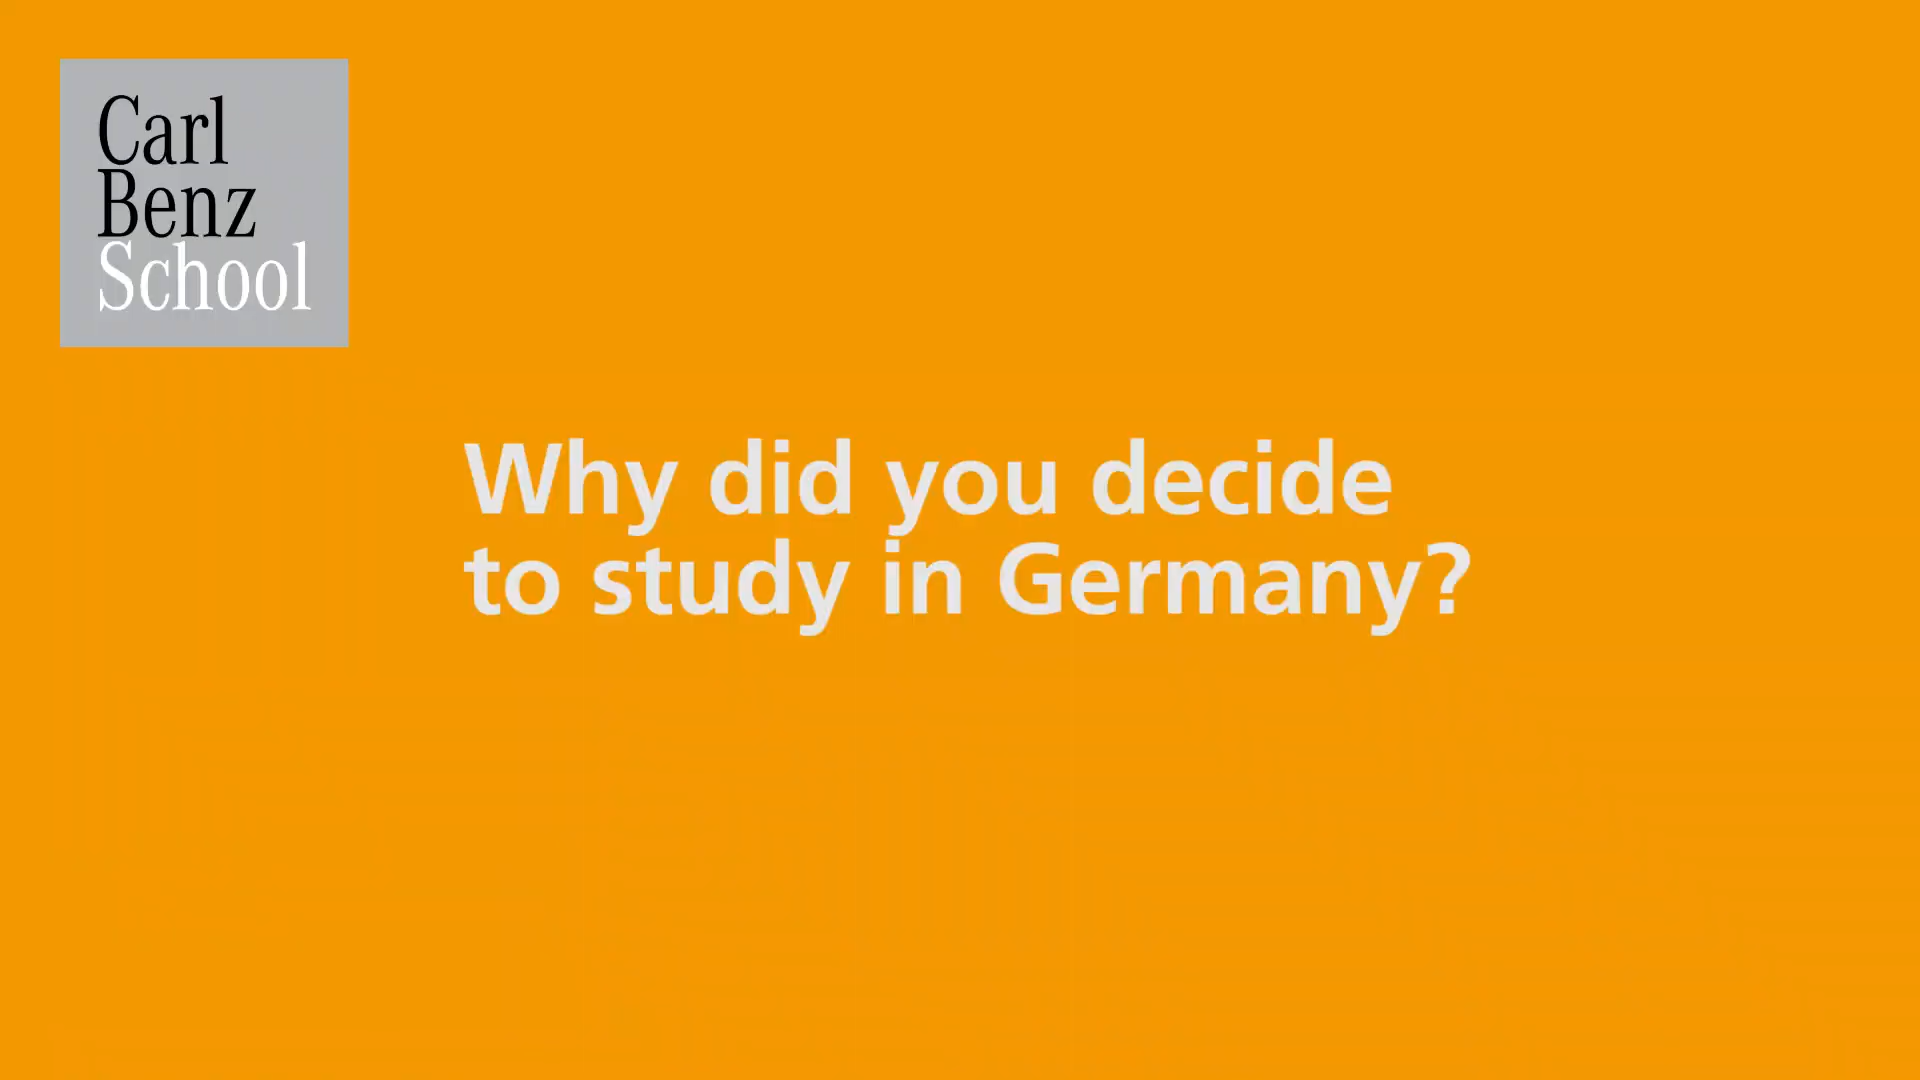 Carl
Benz
School
Why did you decide
to study in Germany?